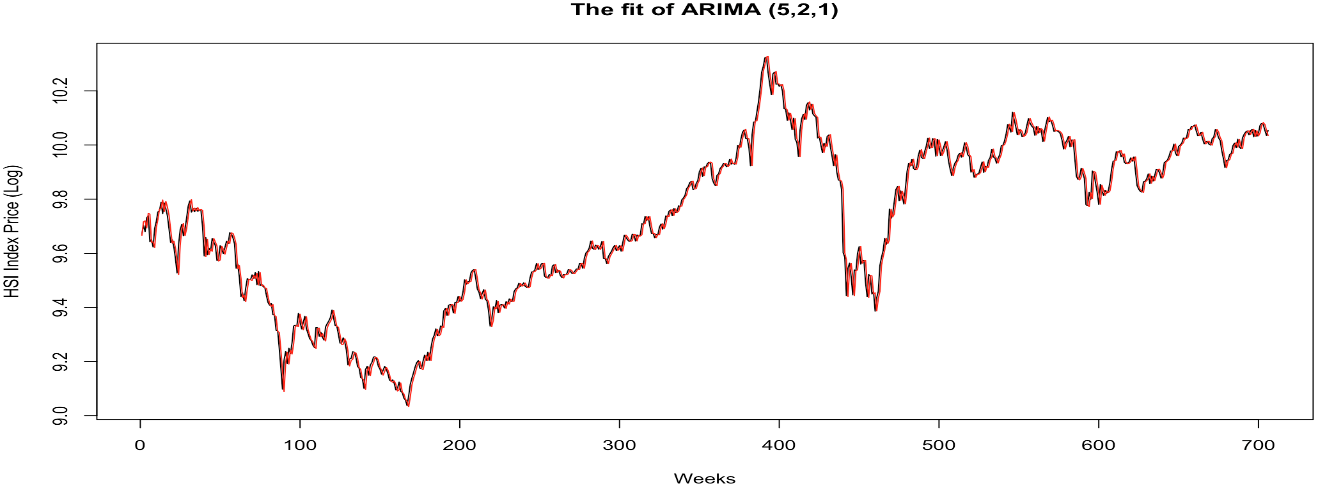 The fit of ARIMA (5,2,1)
HSI Index Price (Log)
10.2
10.0
9.8
9.6
9.4
9.2
9.0
0 100 200 300 400 500 600 700
Weeks